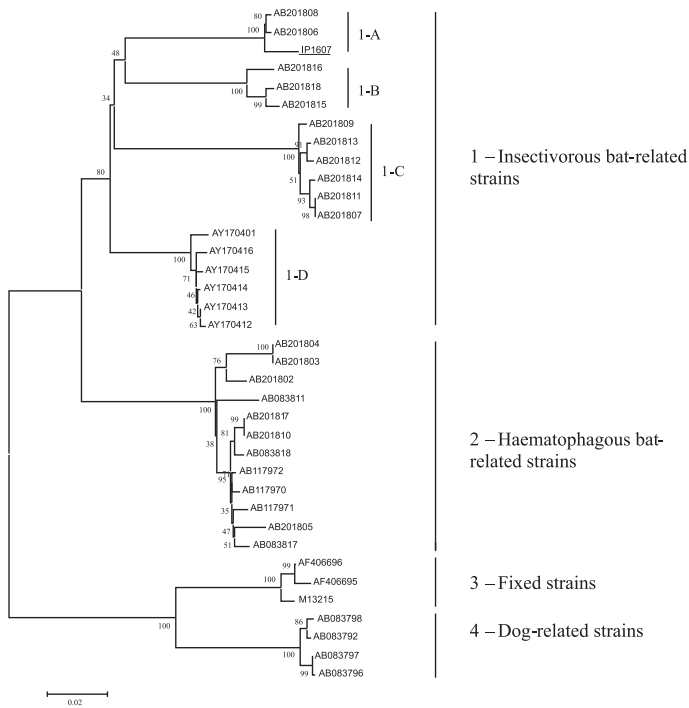 AB201808
80
AB201806
100
1-A
IP1607
48
AB201816
AB201818
1-B
100
99
AB201815
34
AB201809
91
AB201813
100
AB201812
1-C
51
AB201814
93
AB201811
98
AB201807
1 – Insectivorous bat-related
strains
80
AY170401
100
AY170416
71
AY170415
1-D
46
AY170414
42
AY170413
63
AY170412
100
AB201804
AB201803
76
AB201802
AB083811
100
99
AB201817
38
81
AB201810
AB083818
AB117972
95
AB117970
35
AB117971
47
AB201805
51
AB083817
2 – Haematophagous bat-
related strains
99
AF406696
100
AF406695
M13215
3 – Fixed strains
100
86
AB083798
AB083792
100
AB083797
99
AB083796
4 – Dog-related strains
0.02